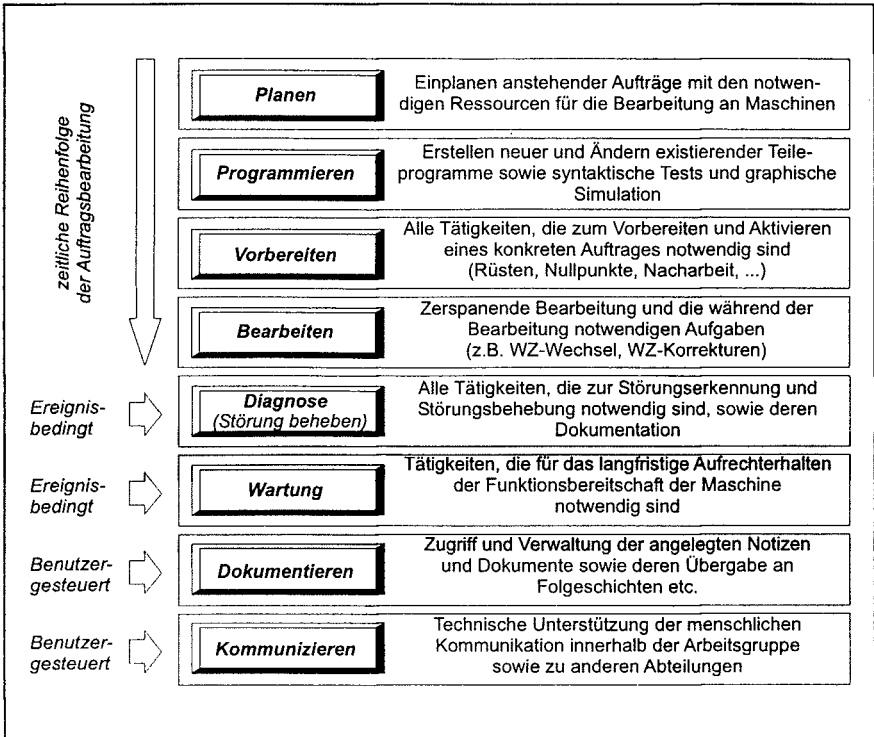 zeitliche Reihenfolge
der Auftragsbearbeitung
Planen
Einplanen anstehender Aufträge mit den notwen-
digen Ressourcen für die Bearbeitung an Maschinen
Programmieren
Erstellen neuer und Ändern existierender Teile-
programme sowie syntaktische Tests und graphische
Simulation
Vorbereiten
Alle Tätigkeiten, die zum Vorbereiten und Aktivieren
eines konkreten Auftrages notwendig sind
(Rüsten, Nullpunkte, Nacharbeit, ...)
Bearbeiten
Zerspanende Bearbeitung und die während der
Bearbeitung notwendigen Aufgaben
(z.B. WZ-Wechsel, WZ-Korrekturen)
Ereignis-
bedingt
Diagnose
(Störung beheben)
Alle Tätigkeiten, die zur Störungserkennung und
Störungsbehebung notwendig sind, sowie deren
Dokumentation
Ereignis-
bedingt
Wartung
Tätigkeiten, die für das langfristige Aufrechterhalten
der Funktionsbereitschaft der Maschine
notwendig sind
Benutzer-
gesteuert
Dokumentieren
Zugriff und Verwaltung der angelegten Notizen
und Dokumente sowie deren Übergabe an
Folgeschichten etc.
Benutzer-
gesteuert
Kommunizieren
Technische Unterstützung der menschlichen
Kommunikation innerhalb der Arbeitsgruppe
sowie zu anderen Abteilungen